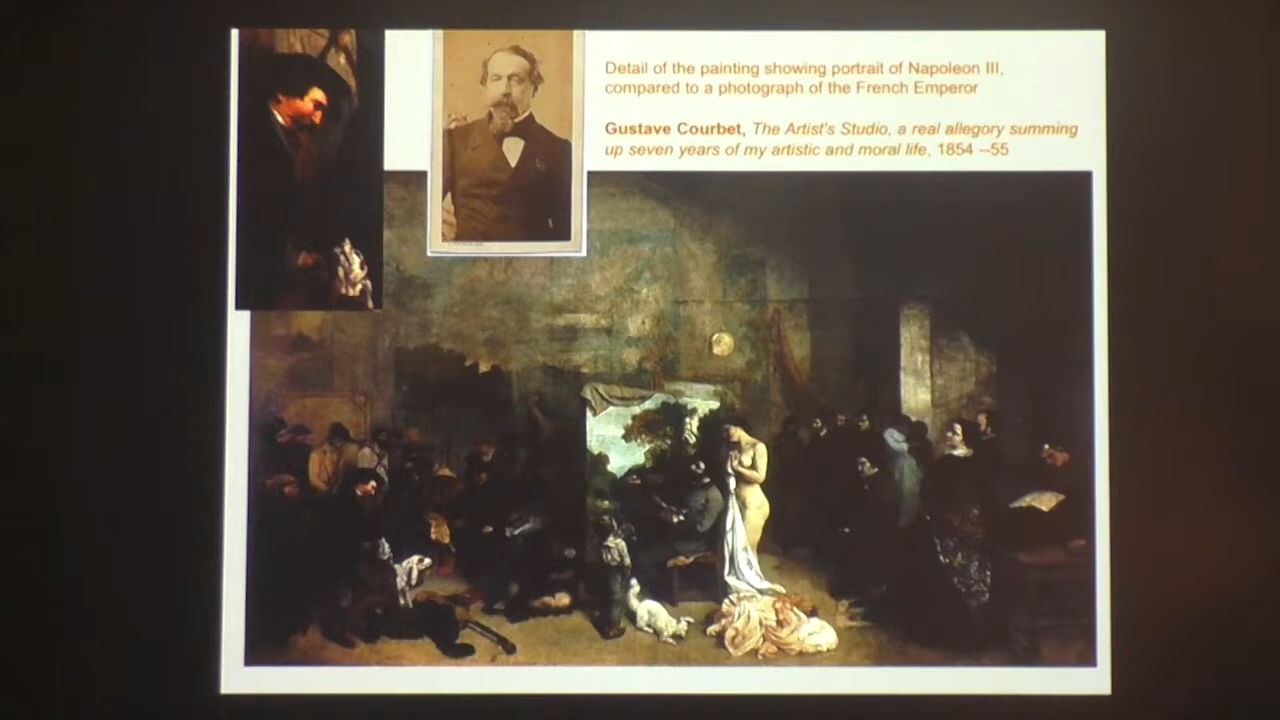 Detail of the painting showing portrait of Napoleon III,
compared to a photograph of the French Emperor
Gustave Courbet, The Artist's Studio, a real allegory summing
up seven years of my artistic and moral life, 1854 --55